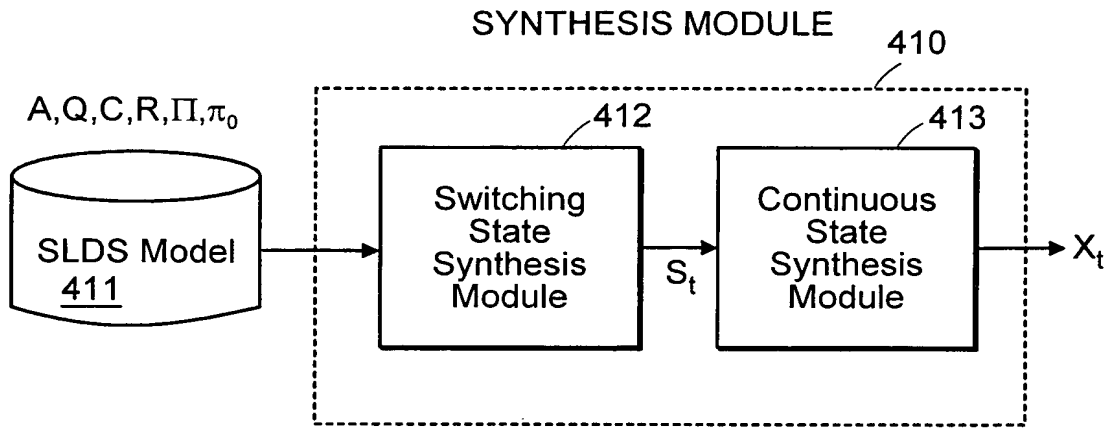 SYNTHESIS MODULE
410
A,Q,C,R,Π,π₀
412
413
SLDS Model
411
Switching
State
Synthesis
Module
Sₜ
Continuous
State
Synthesis
Module
Xₜ